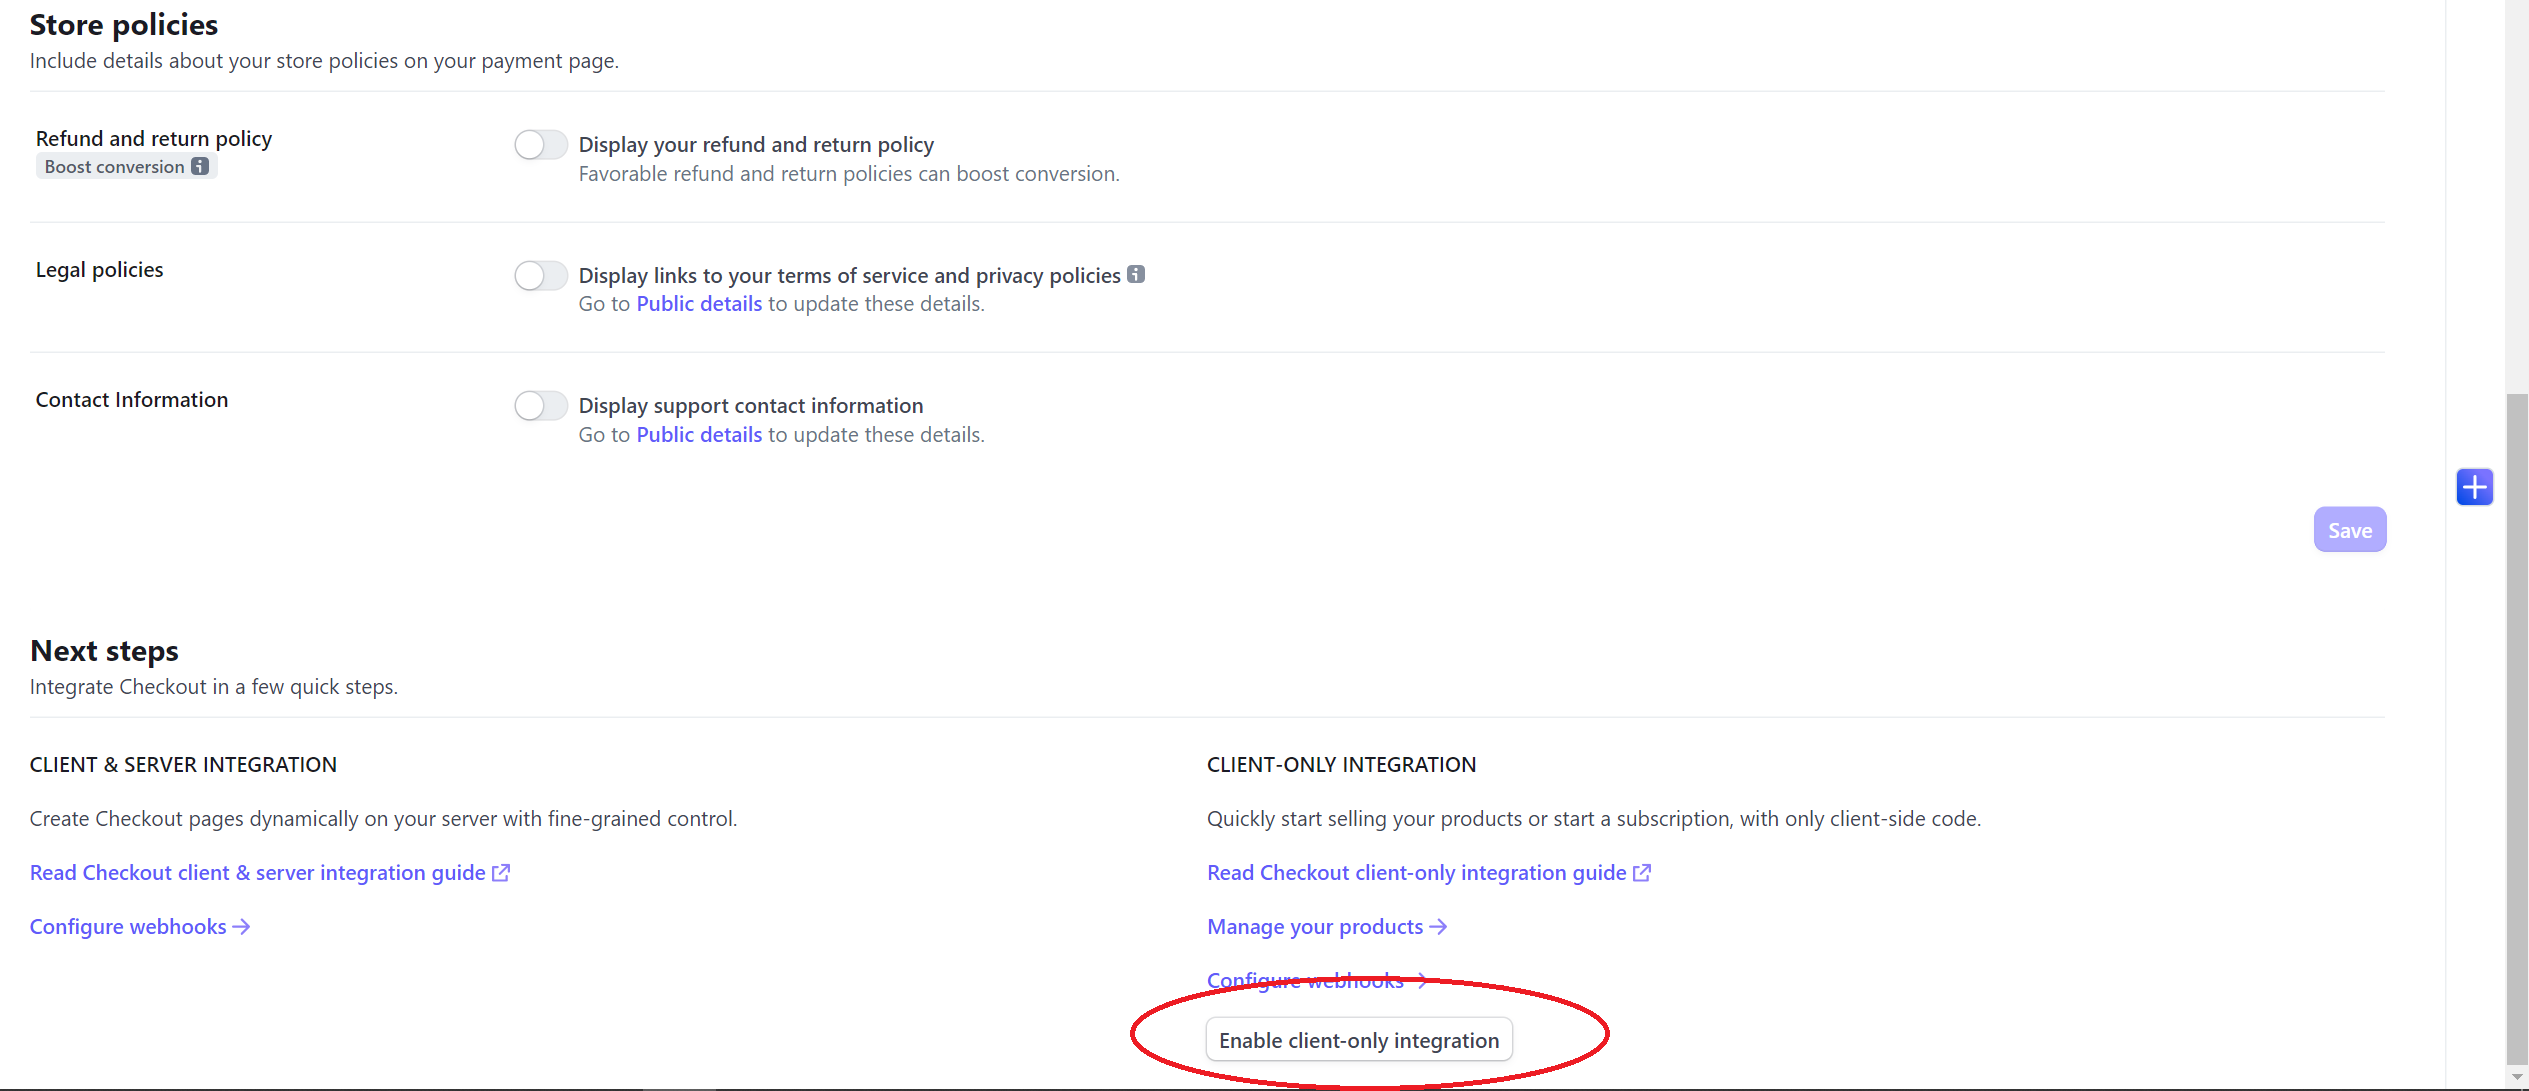 Store policies
Include details about your store policies on your payment page.
Refund and return policy
Boost conversion
Display your refund and return policy
Favorable refund and return policies can boost conversion.
Legal policies
Display links to your terms of service and privacy policies
Go to Public details to update these details.
Contact Information
Display support contact information
Go to Public details to update these details.
Save
Next steps
Integrate Checkout in a few quick steps.
CLIENT & SERVER INTEGRATION
Create Checkout pages dynamically on your server with fine-grained control.
Read Checkout client & server integration guide
Configure webhooks
CLIENT-ONLY INTEGRATION
Quickly start selling your products or start a subscription, with only client-side code.
Read Checkout client-only integration guide
Manage your products
Configure webhooks
Enable client-only integration